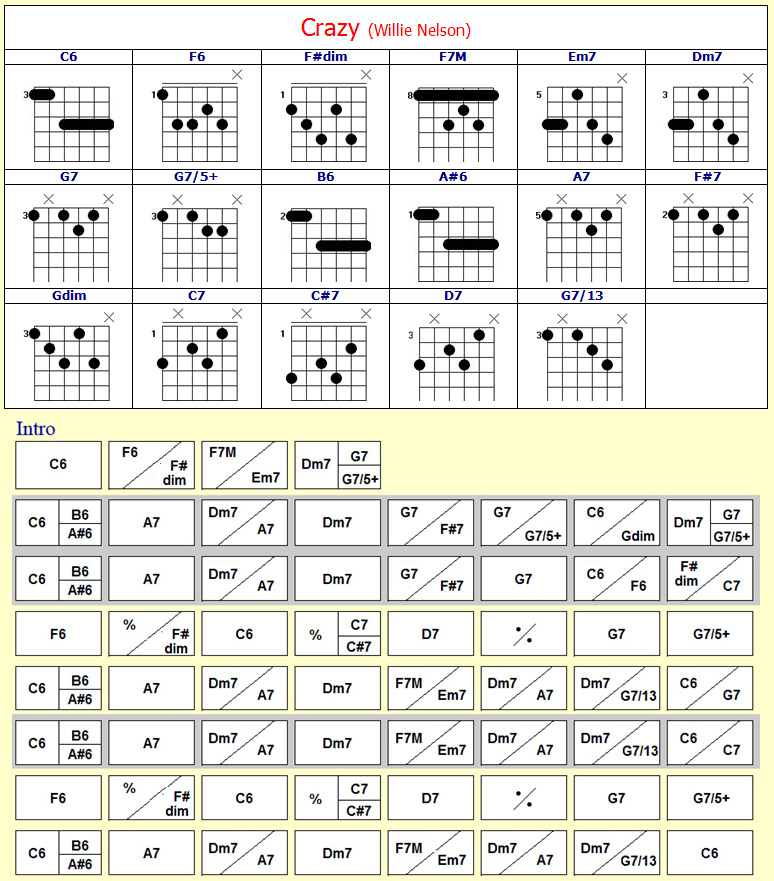 Crazy (Willie Nelson)
C6 F6 F#dim F7M Em7 Dm7
3 1 1 8 5 3
G7 G7/5+ B6 A#6 A7 F#7
3 3 2 1 5 2
Gdim C7 C#7 D7 G7/13
3 1 1 3 3
Intro
C6 F6 F# dim F7M Em7 Dm7 G7 G7/5+
C6 B6 A#6 A7 Dm7 A7 Dm7 G7 F#7 G7 G7/5+ C6 Gdim Dm7 G7 G7/5+
C6 B6 A#6 A7 Dm7 A7 Dm7 G7 F#7 G7 C6 F6 F# dim C7
F6 % F# dim C6 % C7 C#7 D7 ٪ G7 G7/5+
C6 B6 A#6 A7 Dm7 A7 Dm7 F7M Em7 Dm7 A7 Dm7 G7/13 C6 G7
C6 B6 A#6 A7 Dm7 A7 Dm7 F7M Em7 Dm7 A7 Dm7 G7/13 C6 C7
F6 % F# dim C6 % C7 C#7 D7 ٪ G7 G7/5+
C6 B6 A#6 A7 Dm7 A7 Dm7 F7M Em7 Dm7 A7 Dm7 G7/13 C6